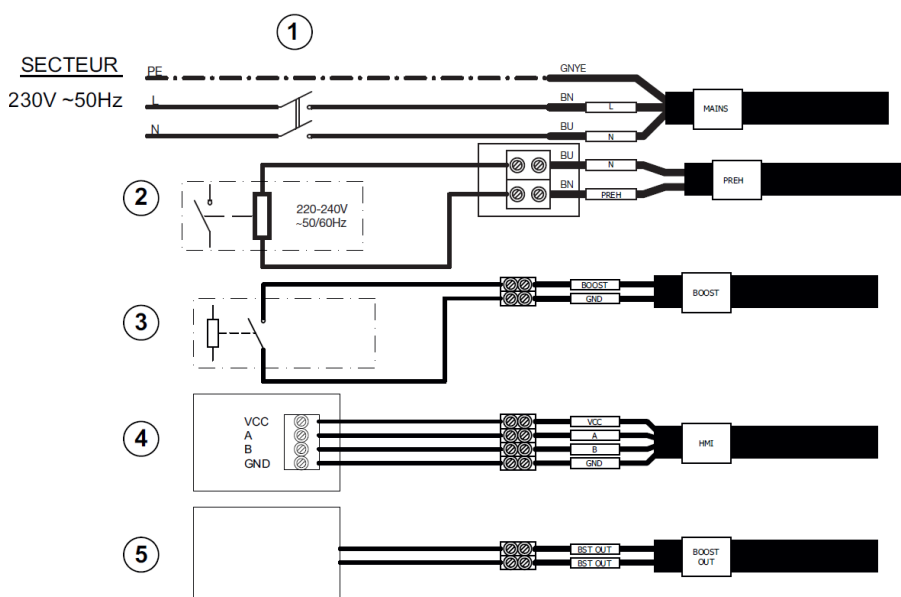 1
SECTEUR
230V ~50Hz
PE
L
N
GNYE
BN
L
BU
N
MAINS
2
220-240V
~50/60Hz
BU
N
BN
PREH
PREH
3
BOOST
GND
BOOST
4
VCC
A
B
GND
VCC
A
B
GND
HMI
5
BST OUT
BST OUT
BOOST
OUT